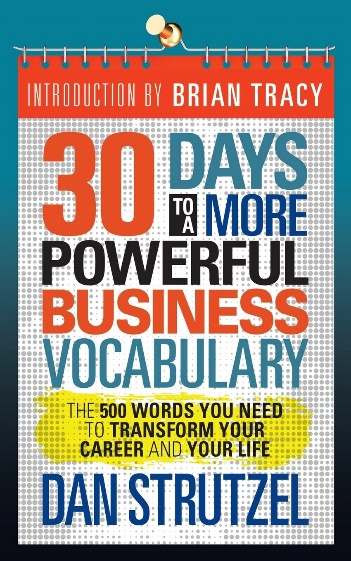 INTRODUCTION BY BRIAN TRACY
30 DAYS
TO A MORE
POWERFUL
BUSINESS
VOCABULARY
THE 500 WORDS YOU NEED
TO TRANSFORM YOUR
CAREER AND YOUR LIFE
DAN STRUTZEL